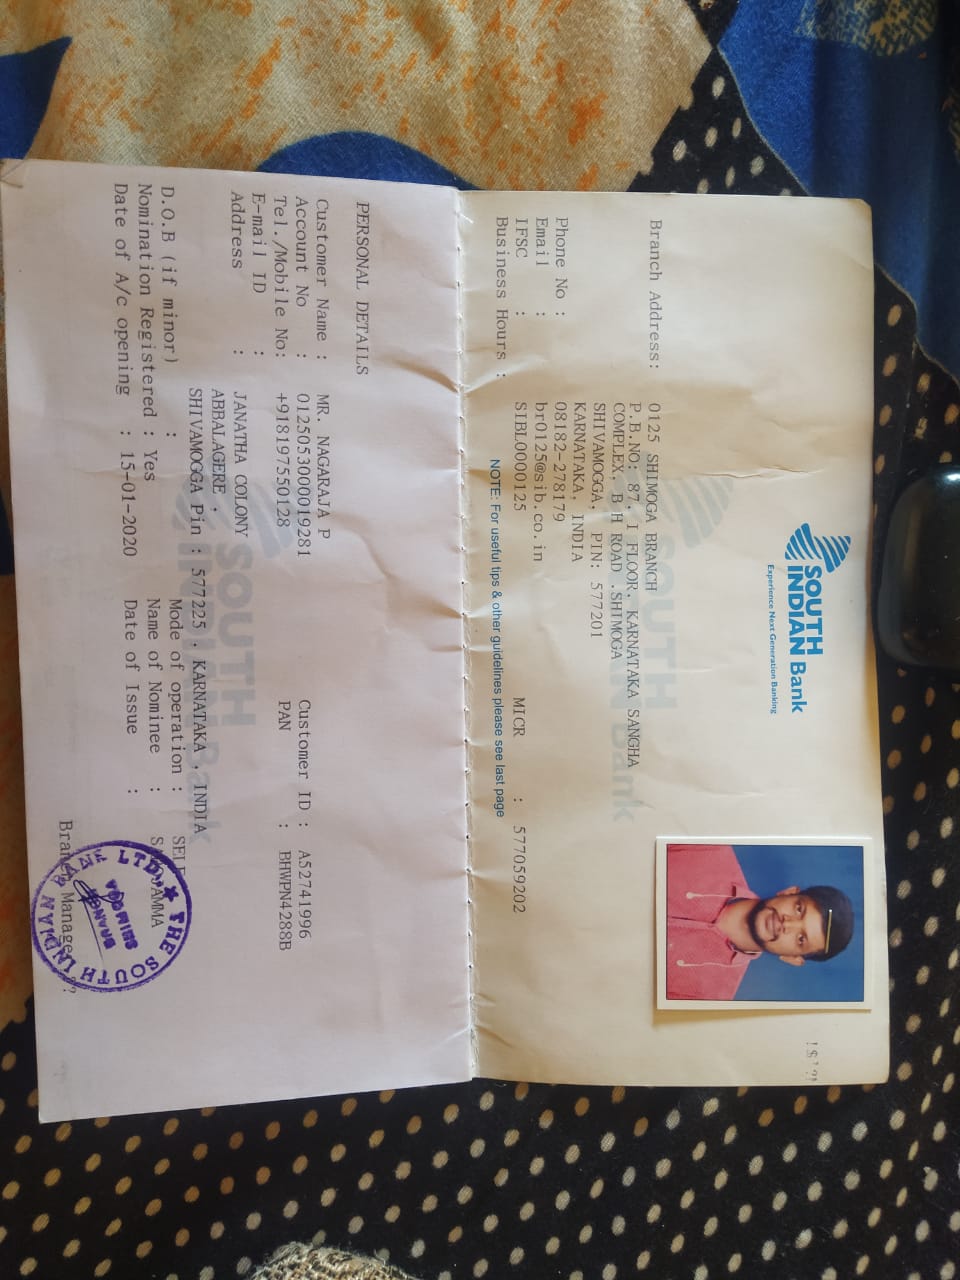 SOUTH
INDIAN Bank
Experience Next Generation Banking
Branch Address: 0125 SHIMOGA BRANCH
P.B.NO: 87, I FLOOR, KARNATAKA SANGHA
COMPLEX, B H ROAD ,SHIMOGA
SHIVAMOGGA, PIN: 577201
KARNATAKA, INDIA
Phone No : 08182-278179
Email : br0125@sib.co.in
IFSC : SIBL0000125 MICR : 577059202
Business Hours :
NOTE: For useful tips & other guidelines please see last page
PERSONAL DETAILS
Customer Name : MR. NAGARAJA P
Account No : 0125053000019281 Customer ID : A52741996
Tel./Mobile No: +918197550128 PAN : BHWPN4288B
E-mail ID :
Address : JANATHA COLONY
ABBALAGERE ,
SHIVAMOGGA Pin : 577225 , KARNATAKA , INDIA
D.O.B (if minor) : Mode of operation : SELF
Nomination Registered : Yes Name of Nominee :
Date of A/c opening : 15-01-2020 Date of Issue :
Branch Manager
THE SOUTH INDIAN BANK LTD.
BRANCH
SHIMOGA